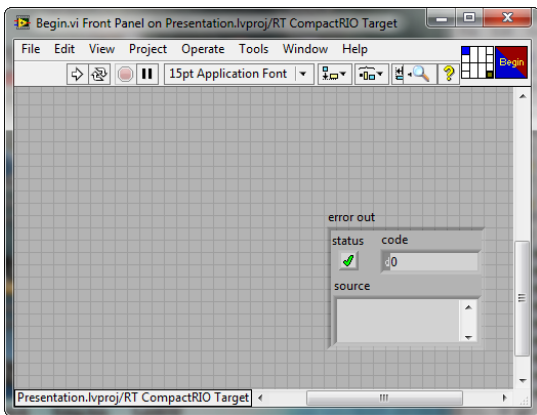 Begin.vi Front Panel on Presentation.lvproj/RT CompactRIO Target
File Edit View Project Operate Tools Window Help
15pt Application Font
Begin
error out
status code
d0
source
Presentation.lvproj/RT CompactRIO Target